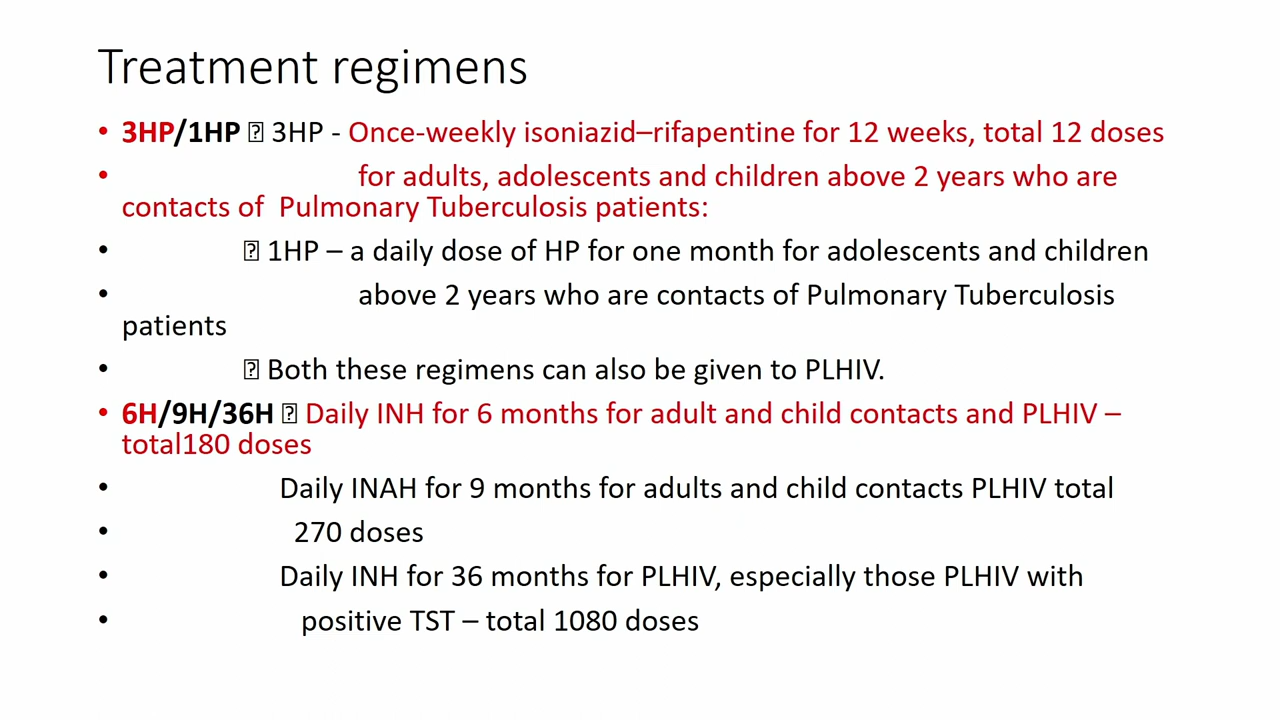 Treatment regimens
• 3HP/1HP ⍰ 3HP - Once-weekly isoniazid–rifapentine for 12 weeks, total 12 doses
• for adults, adolescents and children above 2 years who are
contacts of Pulmonary Tuberculosis patients:
• ⍰ 1HP – a daily dose of HP for one month for adolescents and children
• above 2 years who are contacts of Pulmonary Tuberculosis
patients
• ⍰ Both these regimens can also be given to PLHIV.
• 6H/9H/36H ⍰ Daily INH for 6 months for adult and child contacts and PLHIV –
total180 doses
• Daily INAH for 9 months for adults and child contacts PLHIV total
• 270 doses
• Daily INH for 36 months for PLHIV, especially those PLHIV with
• positive TST – total 1080 doses